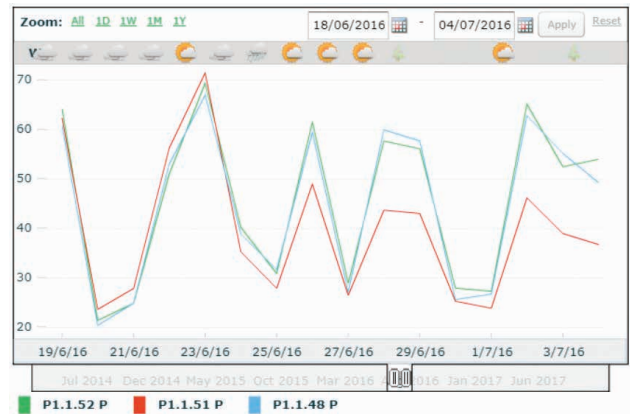 Zoom: All 1D 1W 1M 1Y 18/06/2016 - 04/07/2016 Apply Reset
70
60
50
40
30
20
19/6/16 21/6/16 23/6/16 25/6/16 27/6/16 29/6/16 1/7/16 3/7/16
Jul 2014 Dec 2014 May 2015 Oct 2015 Mar 2016 2016 Jan 2017 Jun 2017
P1.1.52 P P1.1.51 P P1.1.48 P